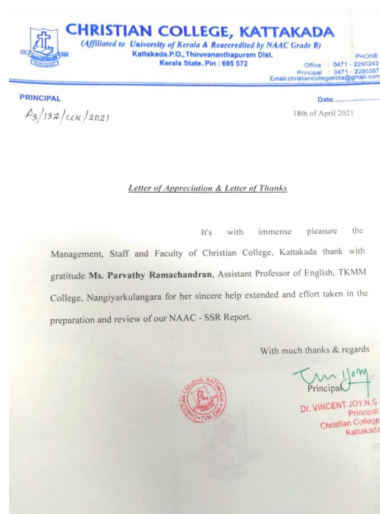 CHRISTIAN COLLEGE, KATTAKADA
(Affiliated to University of Kerala & Reaccredited by NAAC Grade B)
Kattakada.P.O., Thiruvananthapuram Dist.
Kerala State. Pin : 695 572
PHONE
Office : 0471 - 2290243
Principal : 0471 - 2290357
Email:christiancollegektda@gmail.com
PRINCIPAL
Date................
A3/132/CCK/2021
18th of April 2021
Letter of Appreciation & Letter of Thanks
It's with immense pleasure the
Management, Staff and Faculty of Christian College, Kattakada thank with
gratitude Ms. Parvathy Ramachandran, Assistant Professor of English, TKMM
College, Nangiyarkulangara for her sincere help extended and effort taken in the
preparation and review of our NAAC - SSR Report.
With much thanks & regards
Principal
Dr. VINCENT JOY.N.S
Principal
Christian College
Kattakada